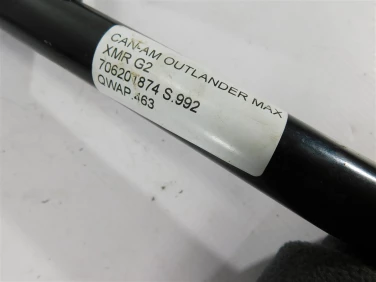 CAN-AM OUTLANDER MAX
XMR G2
706201874 S.992
QWAP.463